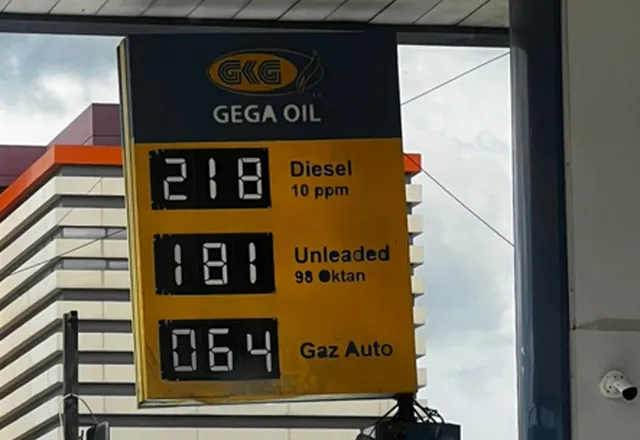 GKG
GEGA OIL
218 Diesel
10 ppm
181 Unleaded
98 Oktan
064 Gaz Auto